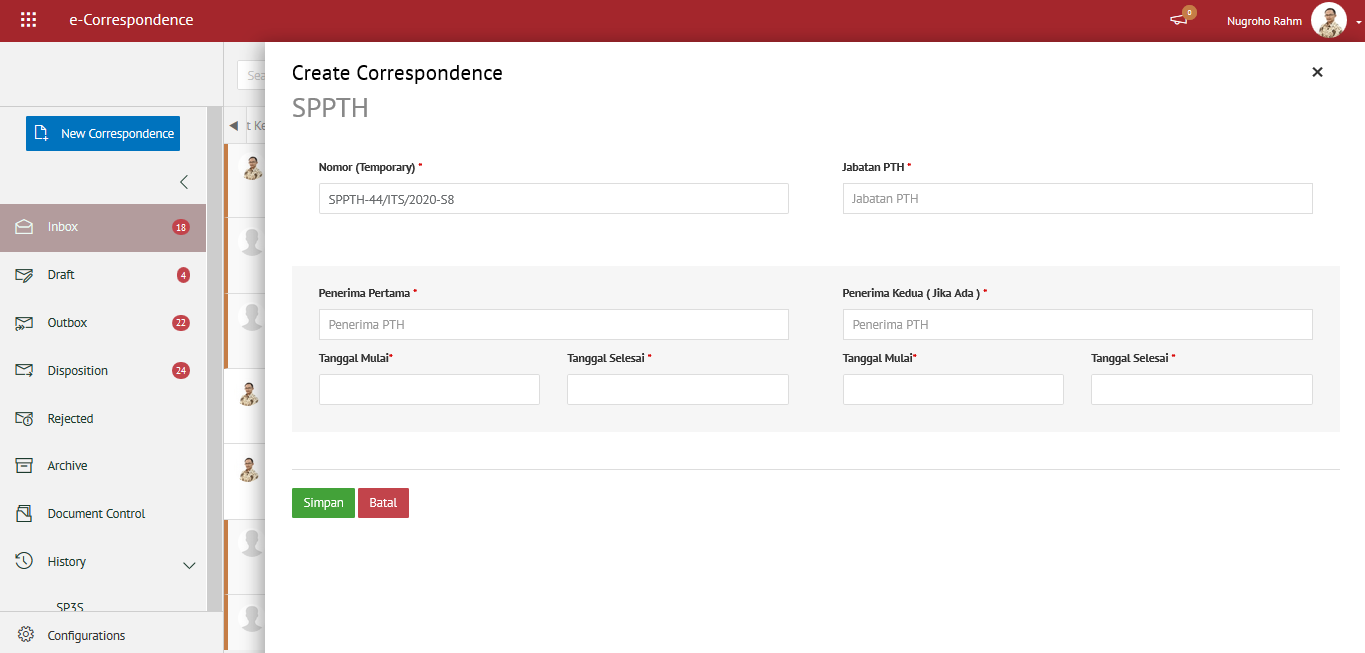 e-Correspondence
0
Nugroho Rahm
New Correspondence
Inbox 18
Draft 4
Outbox 22
Disposition 24
Rejected
Archive
Document Control
History
SP3S
Configurations
Sea
t Ke
Create Correspondence
SPPTH
Nomor (Temporary) * Jabatan PTH *
SPPTH-44/ITS/2020-S8 Jabatan PTH
Penerima Pertama * Penerima Kedua ( Jika Ada ) *
Penerima PTH Penerima PTH
Tanggal Mulai* Tanggal Selesai * Tanggal Mulai* Tanggal Selesai *
Simpan Batal